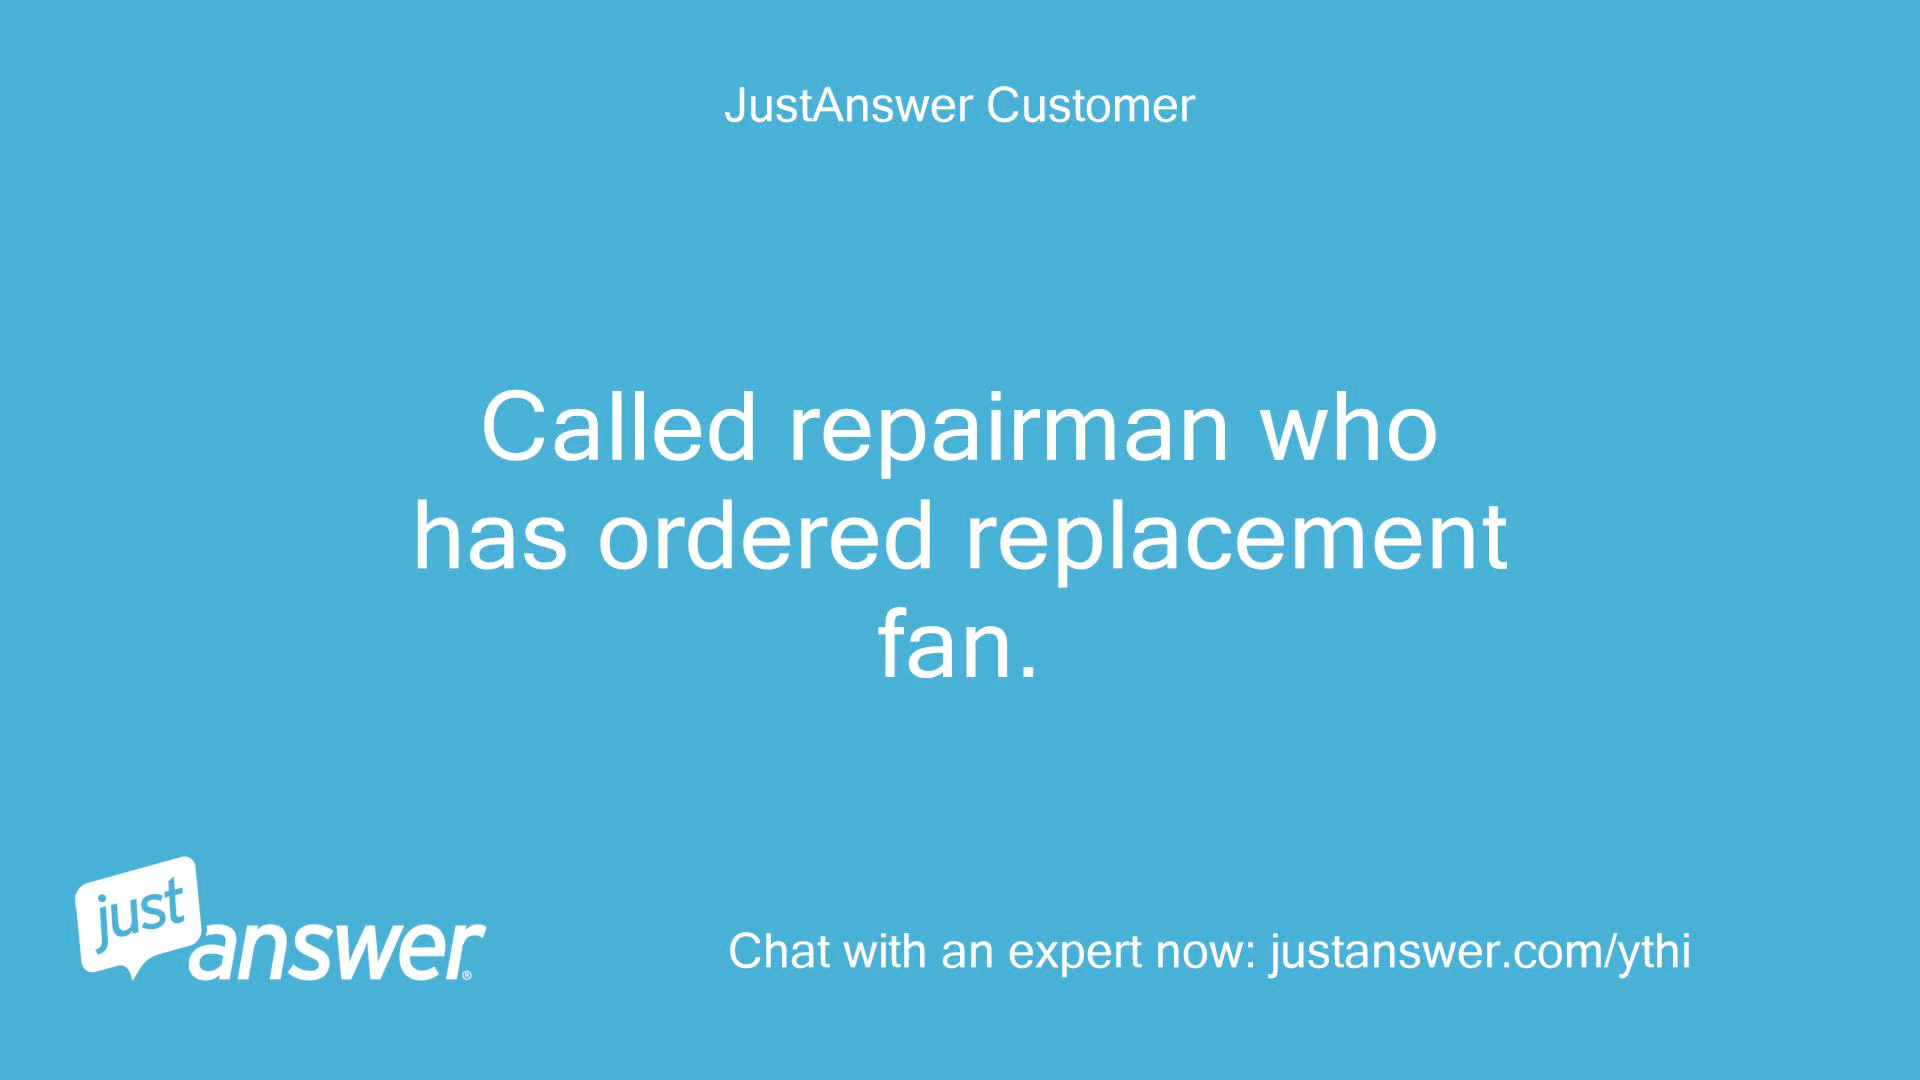 JustAnswer Customer
Called repairman who
has ordered replacement
fan.
just
answer®
Chat with an expert now: justanswer.com/ythi